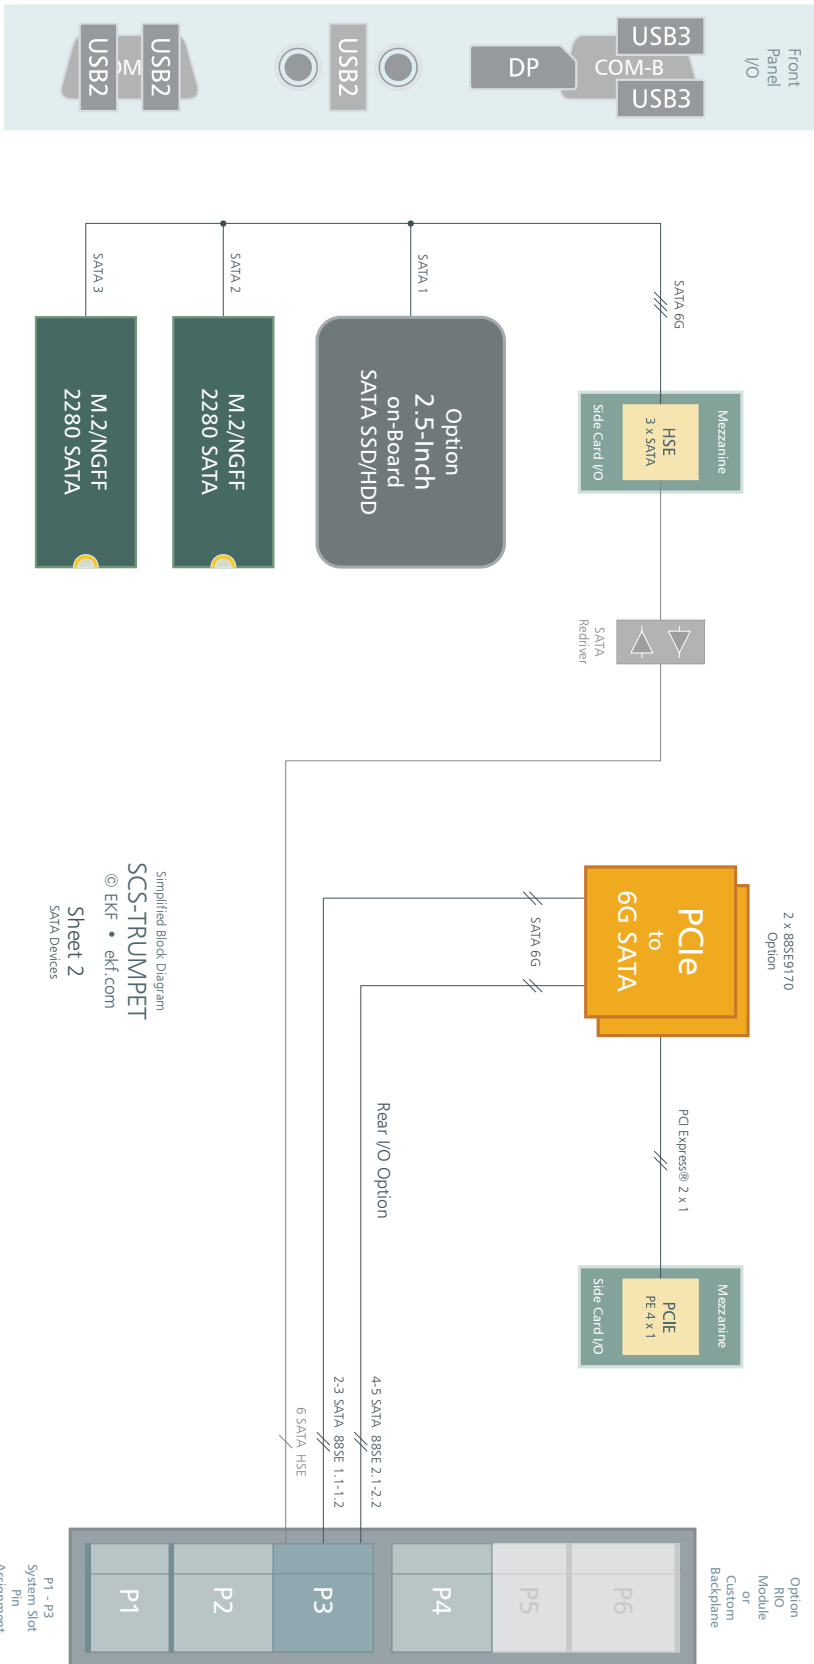 Front
Panel
I/O
USB3
COM-B
USB3
DP
USB2
USB2
USB2
SATA 6G
SATA 1
SATA 2
SATA 3
Mezzanine
HSE
3 x SATA
Side Card I/O
Option
2.5-Inch
on-Board
SATA SSD/HDD
M.2/NGFF
2280 SATA
M.2/NGFF
2280 SATA
SATA
Redriver
2 x 88SE9170
Option
PCIe
to
6G SATA
SATA 6G
PCI Express® 2 x 1
Rear I/O Option
Mezzanine
PCIE
PE 4 x 1
Side Card I/O
Simplified Block Diagram
SCS-TRUMPET
© EKF • ekf.com
Sheet 2
SATA Devices
4-5 SATA 88SE 2.1-2.2
2-3 SATA 88SE 1.1-1.2
6 SATA HSE
Option
RIO
Module
or
Custom
Backplane
P6
P5
P4
P3
P2
P1
P1 - P3
System Slot
Pin